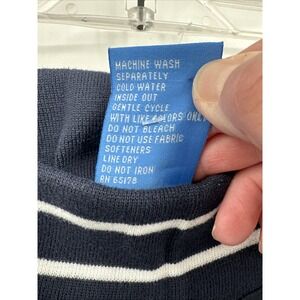 MACHINE WASH
SEPARATELY
COLD WATER
INSIDE OUT
GENTLE CYCLE
WITH LIKE COLORS ONLY
DO NOT BLEACH
DO NOT USE FABRIC
SOFTENERS
LINE DRY
DO NOT IRON
RN 65178